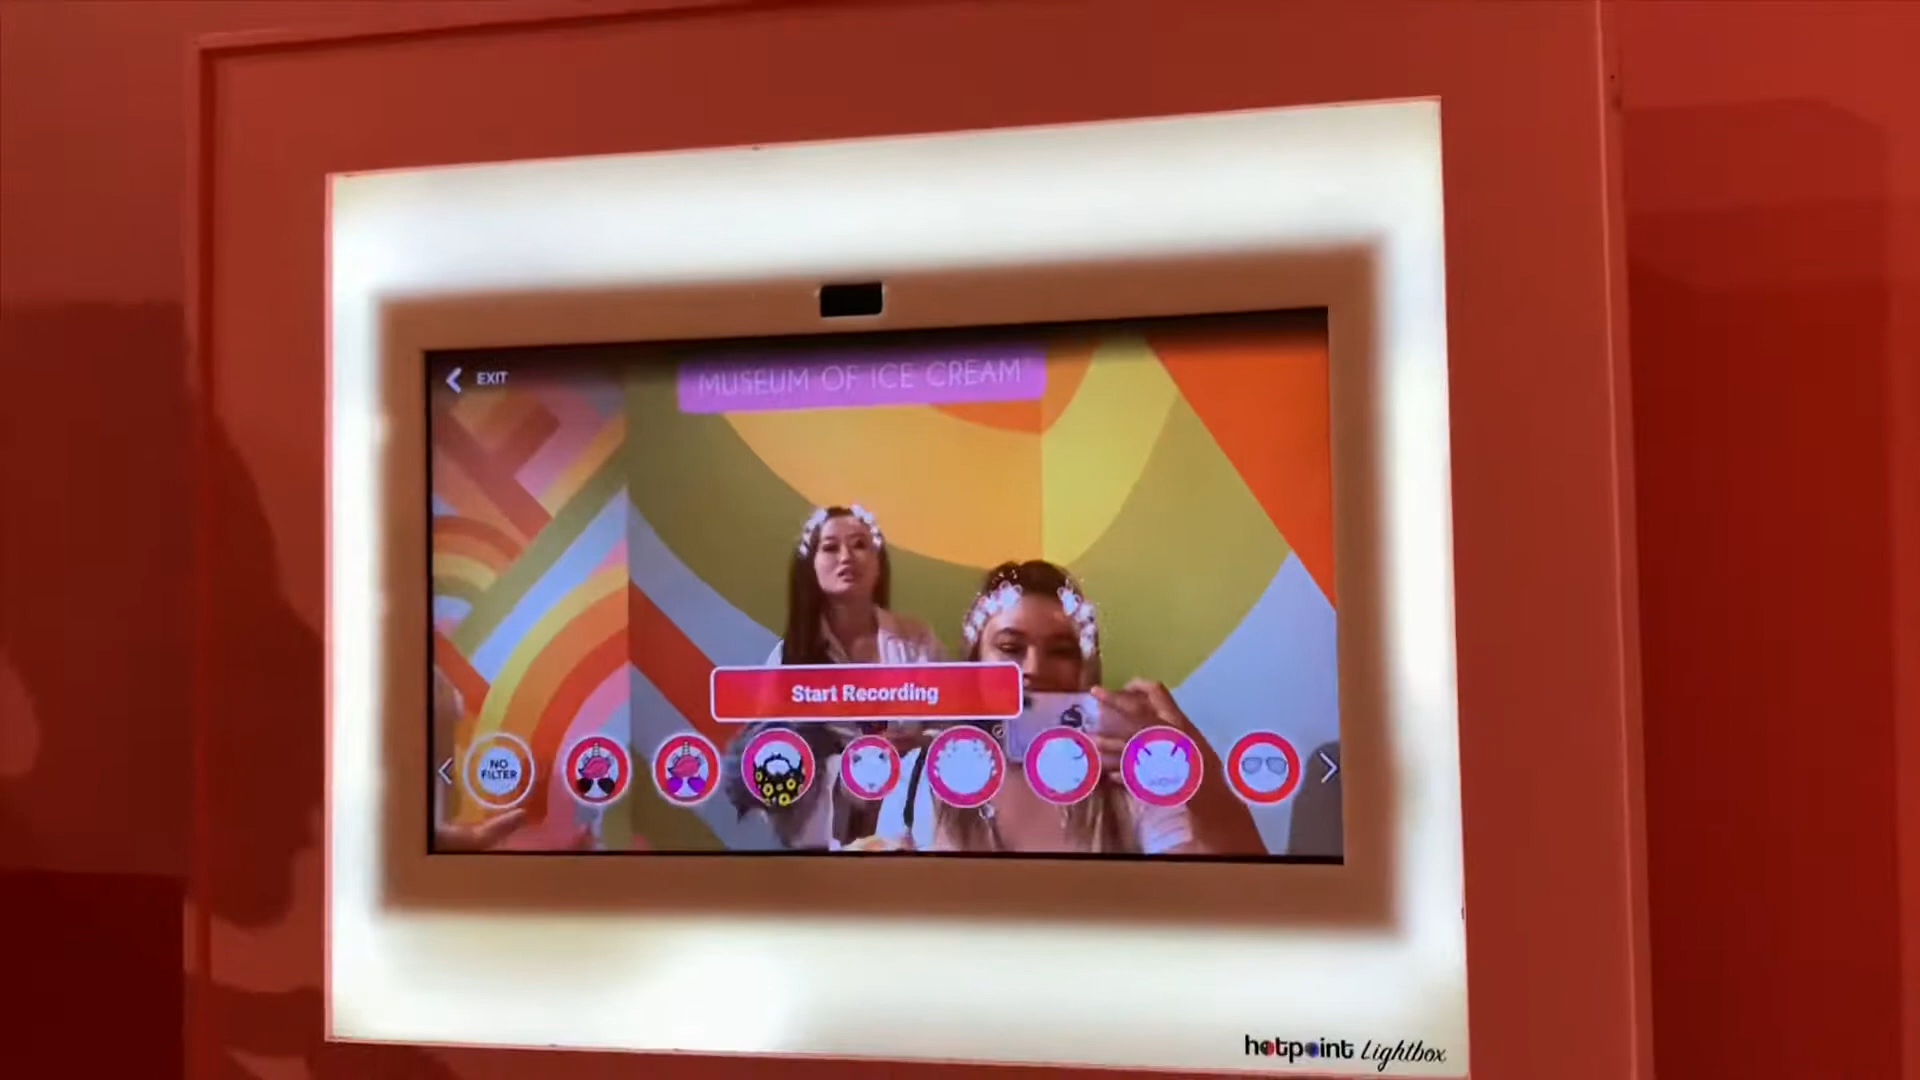 EXIT
MUSEUM OF ICE CREAM
Start Recording
NO
FILTER
hotpoint Lightbox